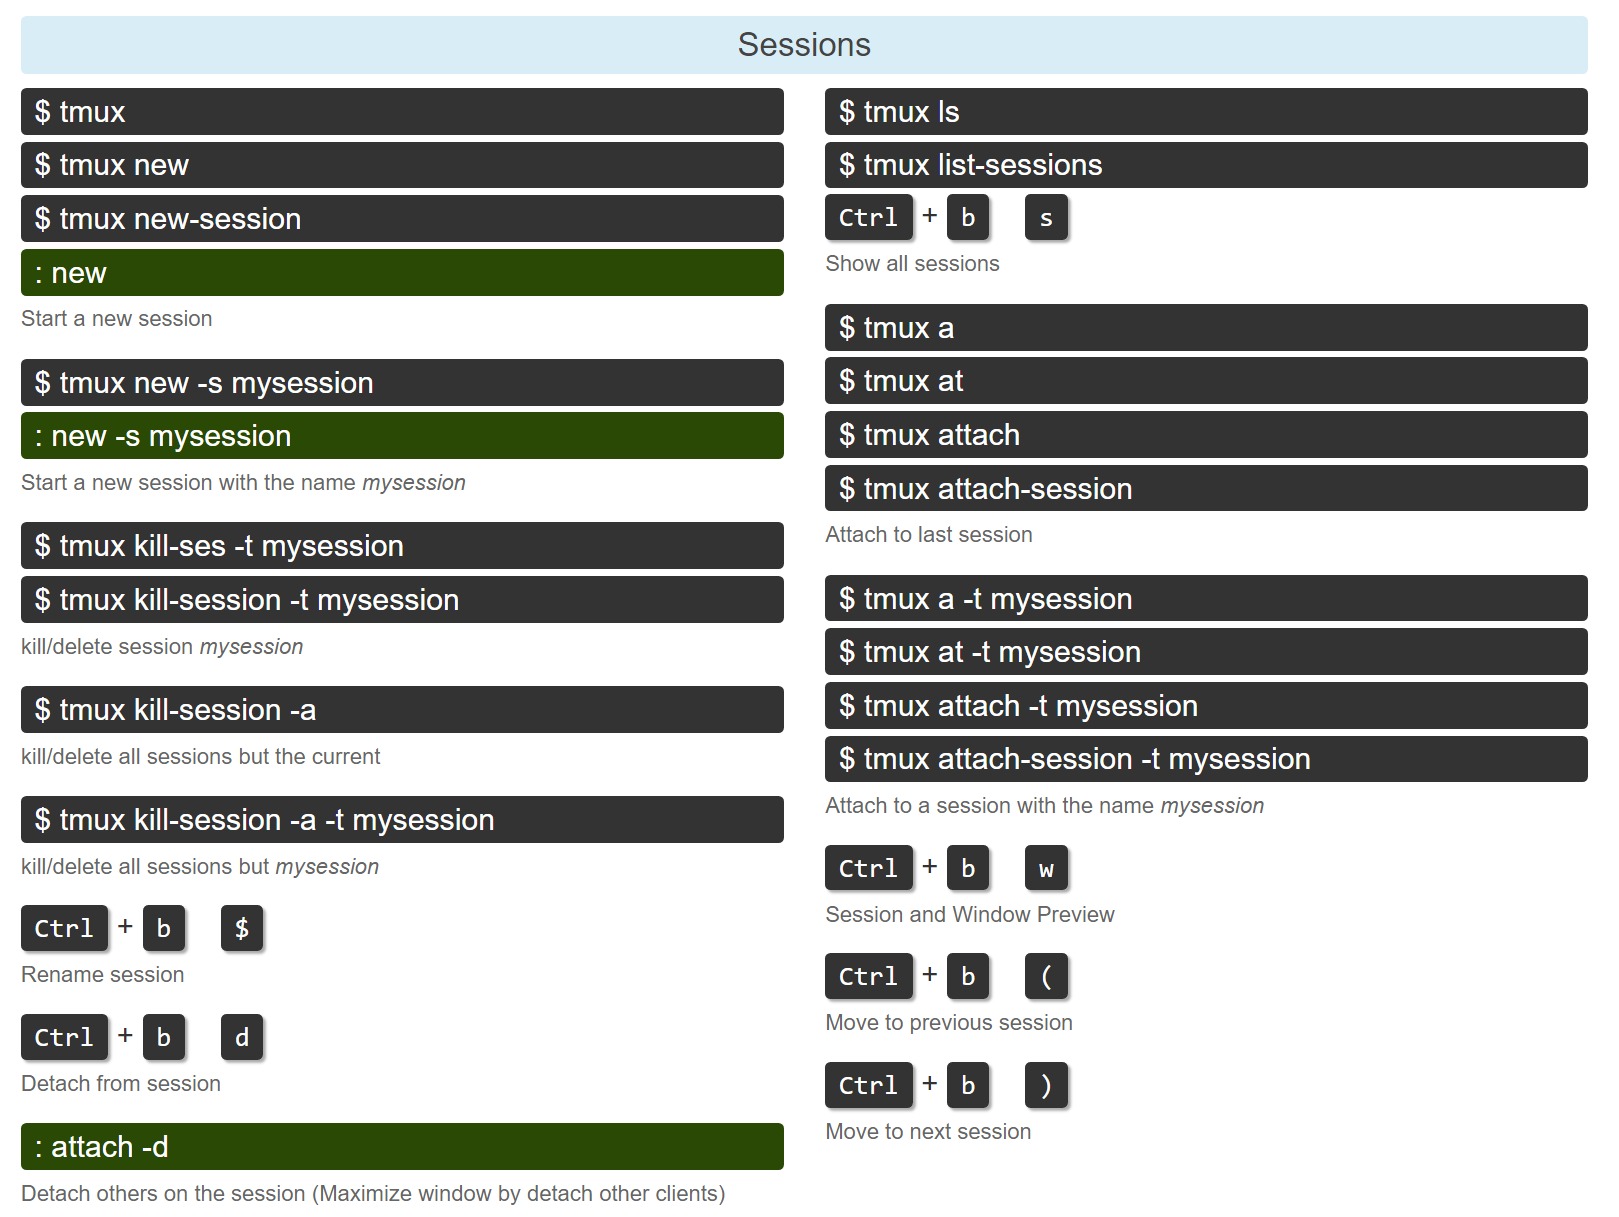 Sessions
$ tmux
$ tmux new
$ tmux new-session
: new
Start a new session
$ tmux new -s mysession
: new -s mysession
Start a new session with the name mysession
$ tmux kill-ses -t mysession
$ tmux kill-session -t mysession
kill/delete session mysession
$ tmux kill-session -a
kill/delete all sessions but the current
$ tmux kill-session -a -t mysession
kill/delete all sessions but mysession
Ctrl + b $
Rename session
Ctrl + b d
Detach from session
: attach -d
Detach others on the session (Maximize window by detach other clients)
$ tmux ls
$ tmux list-sessions
Ctrl + b s
Show all sessions
$ tmux a
$ tmux at
$ tmux attach
$ tmux attach-session
Attach to last session
$ tmux a -t mysession
$ tmux at -t mysession
$ tmux attach -t mysession
$ tmux attach-session -t mysession
Attach to a session with the name mysession
Ctrl + b w
Session and Window Preview
Ctrl + b (
Move to previous session
Ctrl + b )
Move to next session